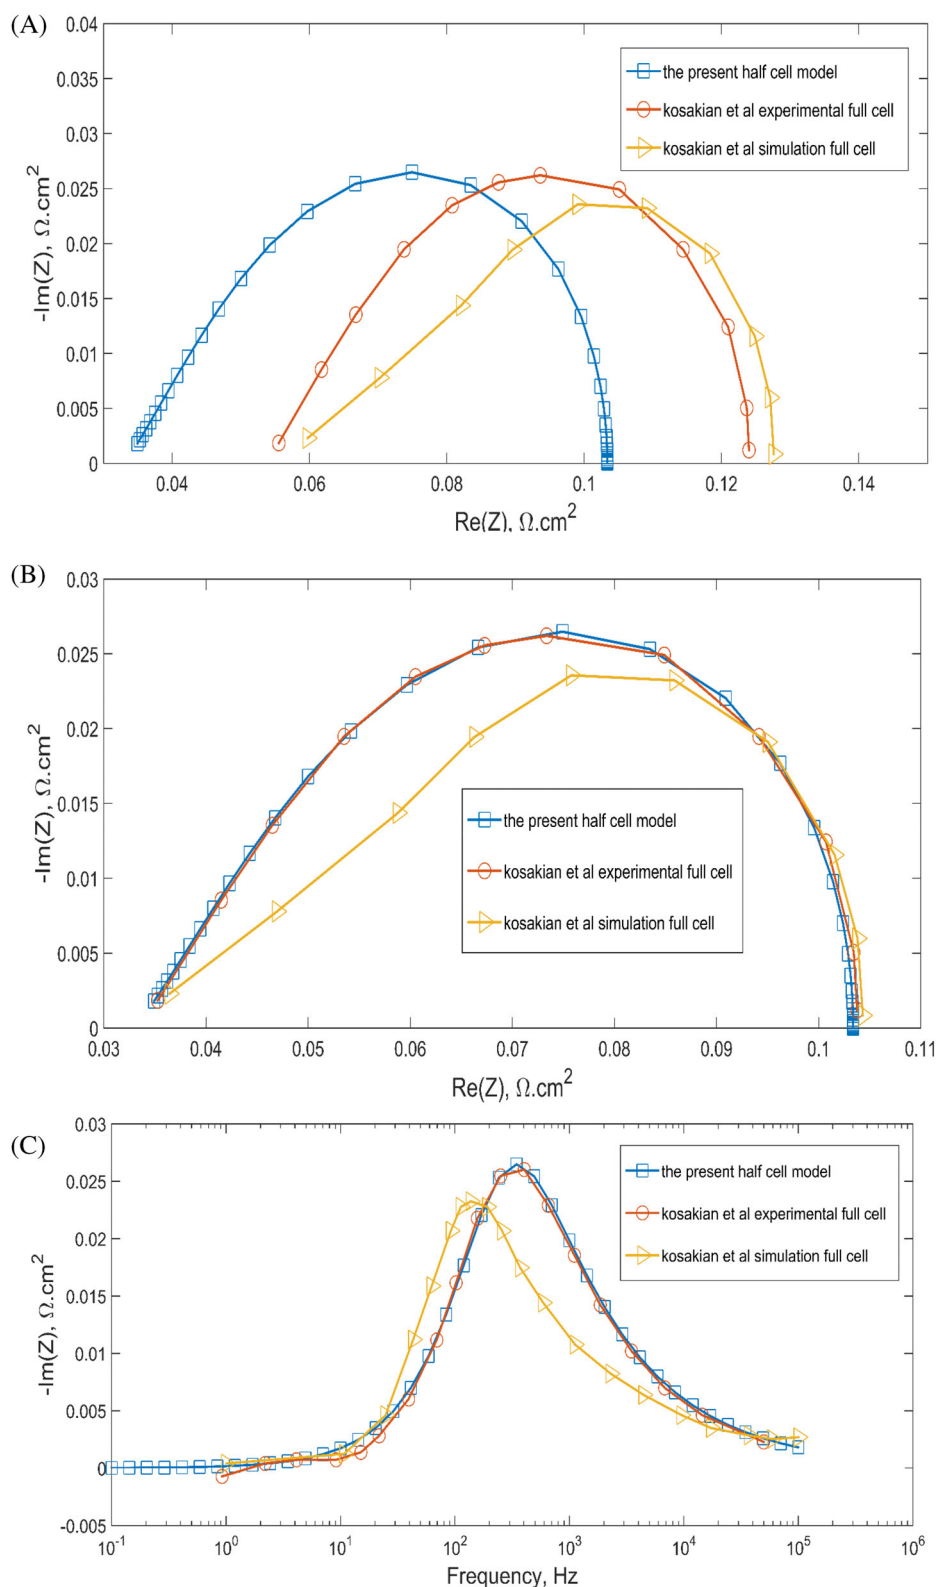 (A)
0.04
0.035
0.03
0.025
0.02
0.015
0.01
0.005
0
-Im(Z), Ω.cm2
the present half cell model
kosakian et al experimental full cell
kosakian et al simulation full cell
0.04 0.06 0.08 0.1 0.12 0.14
Re(Z), Ω.cm2
(B)
0.03
0.025
0.02
0.015
0.01
0.005
0
-Im(Z), Ω.cm2
the present half cell model
kosakian et al experimental full cell
kosakian et al simulation full cell
0.03 0.04 0.05 0.06 0.07 0.08 0.09 0.1 0.11
Re(Z), Ω.cm2
(C)
0.03
0.025
0.02
0.015
0.01
0.005
0
-0.005
-Im(Z), Ω.cm2
the present half cell model
kosakian et al experimental full cell
kosakian et al simulation full cell
10-1 100 101 102 103 104 105 106
Frequency, Hz